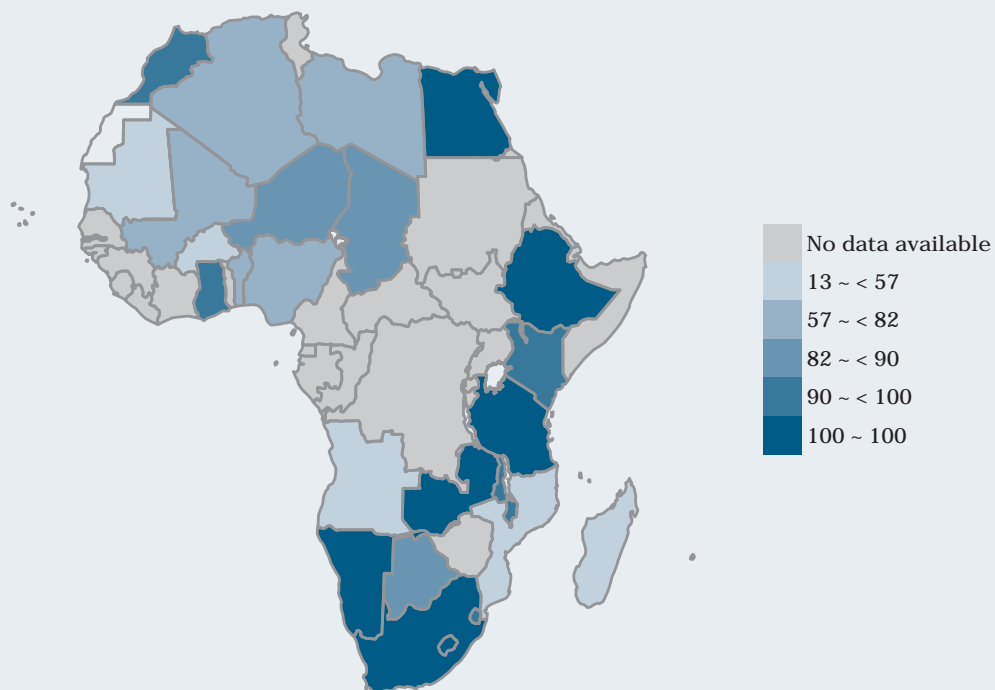 No data available
13 ~ < 57
57 ~ < 82
82 ~ < 90
90 ~ < 100
100 ~ 100